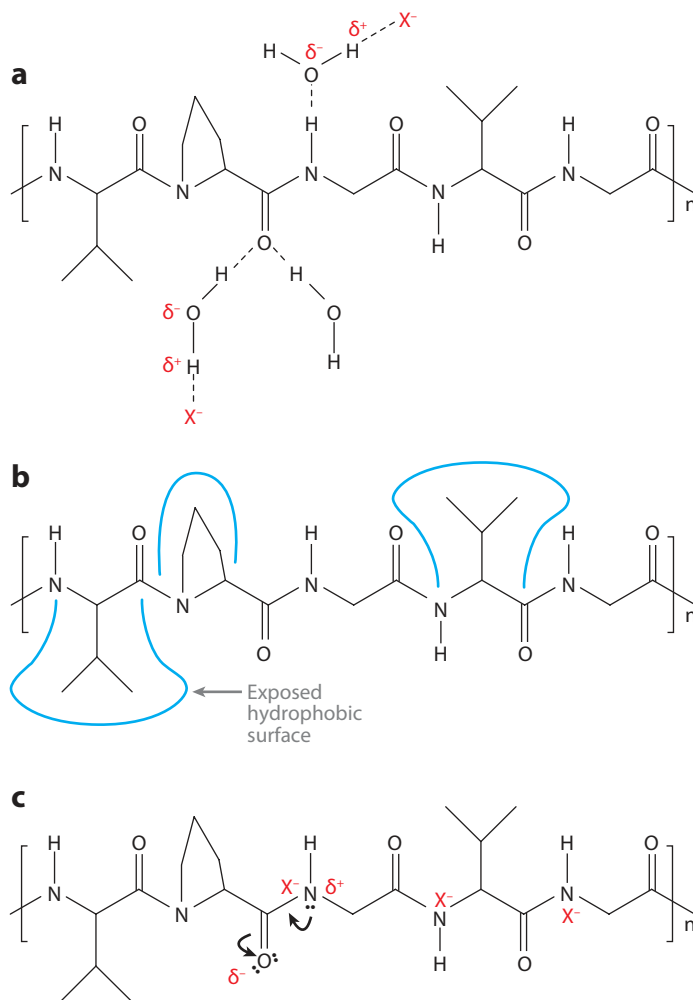 δ⁺ X⁻
H δ⁻ H
a
O
H O H O H O
N N N
N N
n
O H O
H H
δ⁻ O O
δ⁺ H H
X⁻
b
H O H O H O
N N N
N N
n
O H O
Exposed
hydrophobic
surface
c
H O H O H O
N X⁻ N δ⁺ X⁻ N
N N X⁻
n
O H O
δ⁻